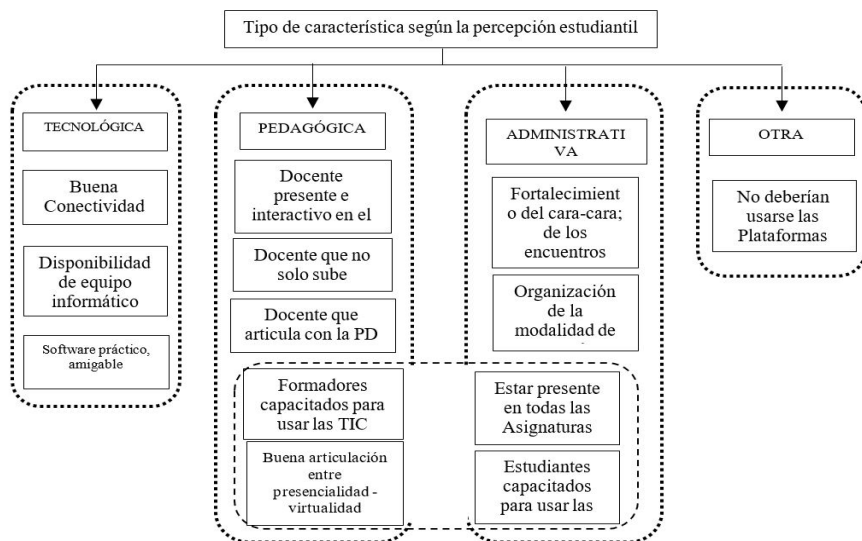 Tipo de característica según la percepción estudiantil
TECNOLÓGICA
Buena
Conectividad
Disponibilidad
de equipo
informático
Software práctico,
amigable
PEDAGÓGICA
Docente
presente e
interactivo en el
Docente que no
solo sube
Docente que
articula con la PD
Formadores
capacitados para
usar las TIC
Buena articulación
entre
presencialidad -
virtualidad
ADMINISTRATI
VA
Fortalecimient
o del cara-cara;
de los
encuentros
Organización
de la
modalidad de
Estar presente
en todas las
Asignaturas
Estudiantes
capacitados
para usar las
OTRA
No deberían
usarse las
Plataformas